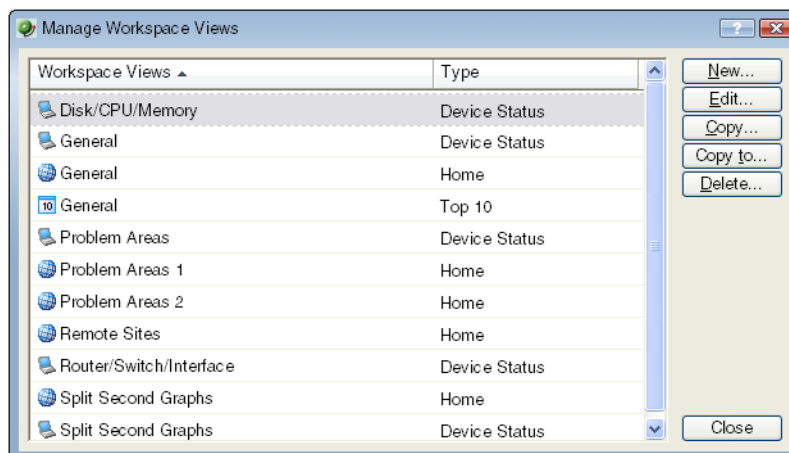 Manage Workspace Views
?
Workspace Views Type
Disk/CPU/Memory Device Status
General Device Status
General Home
10 General Top 10
Problem Areas Device Status
Problem Areas 1 Home
Problem Areas 2 Home
Remote Sites Home
Router/Switch/Interface Device Status
Split Second Graphs Home
Split Second Graphs Device Status
New...
Edit...
Copy...
Copy to...
Delete...
Close